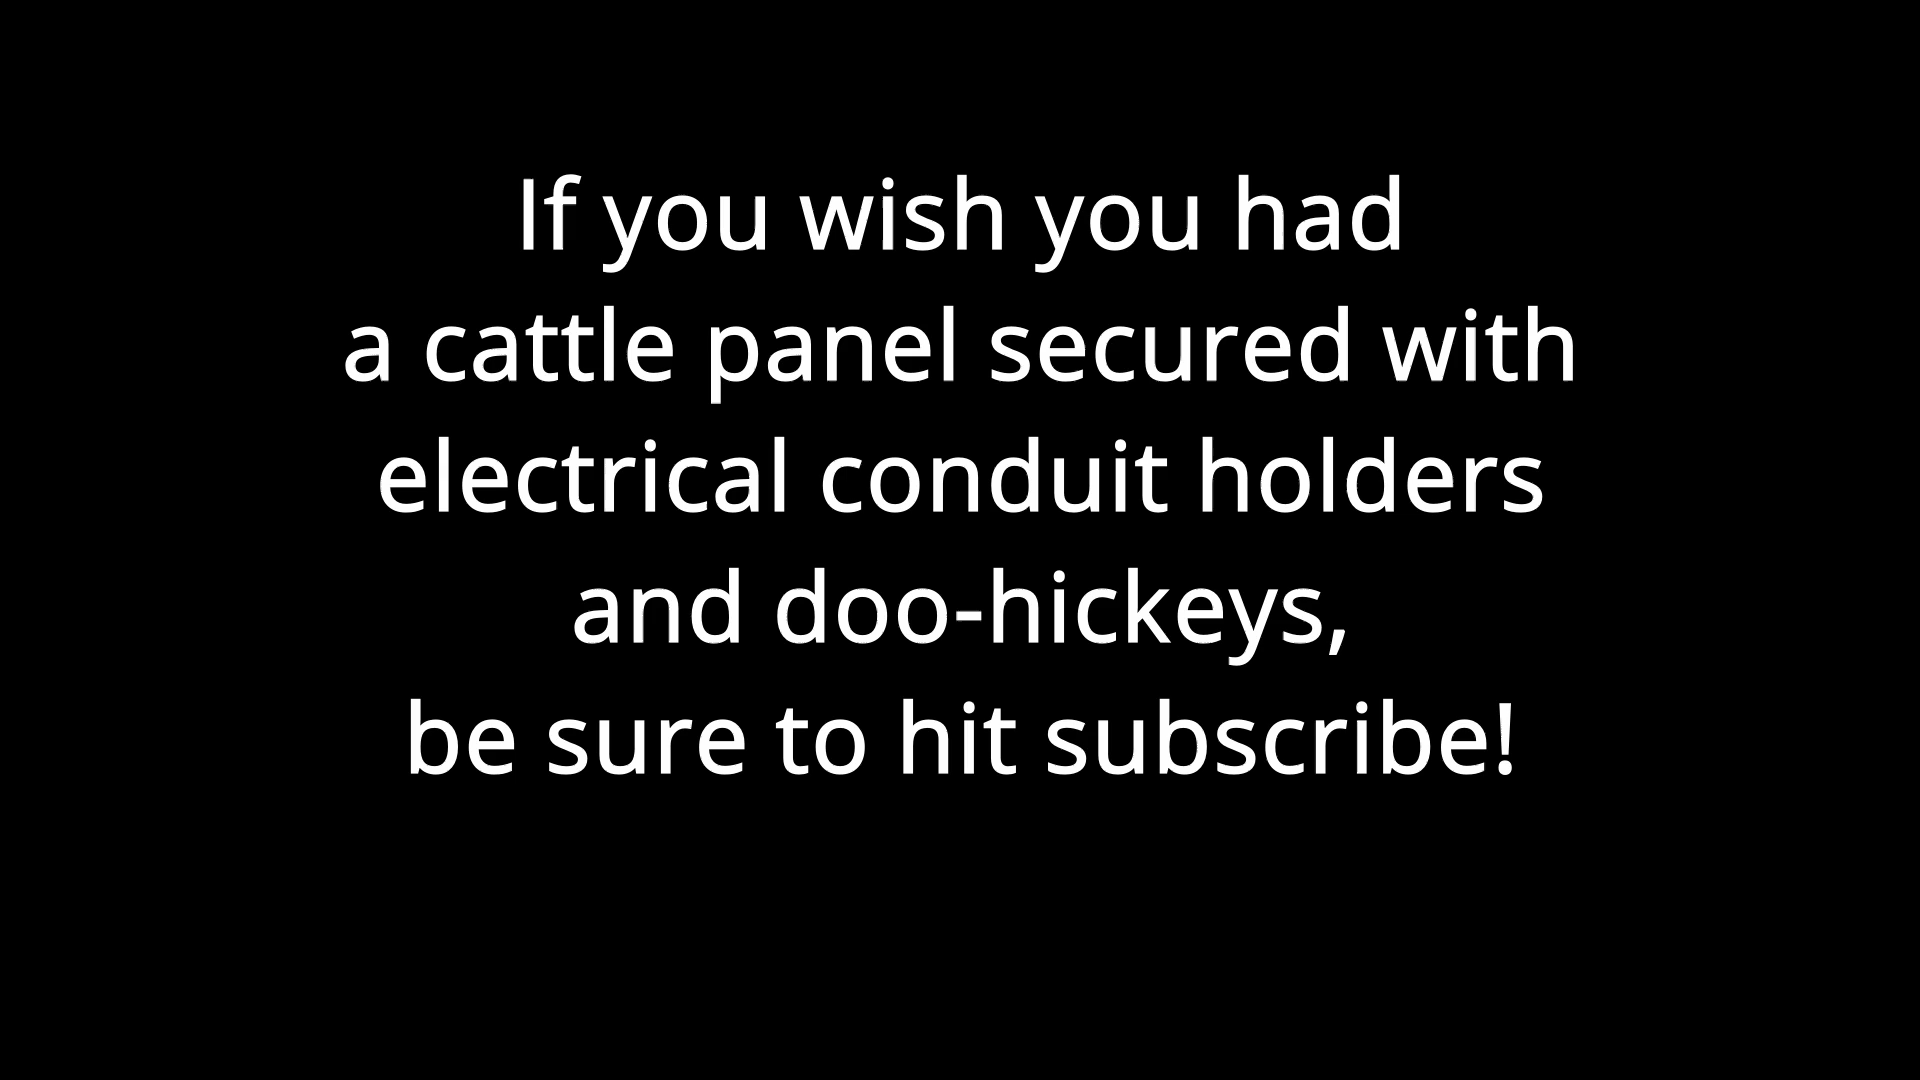 If you wish you had
a cattle panel secured with
electrical conduit holders
and doo-hickeys,
be sure to hit subscribe!